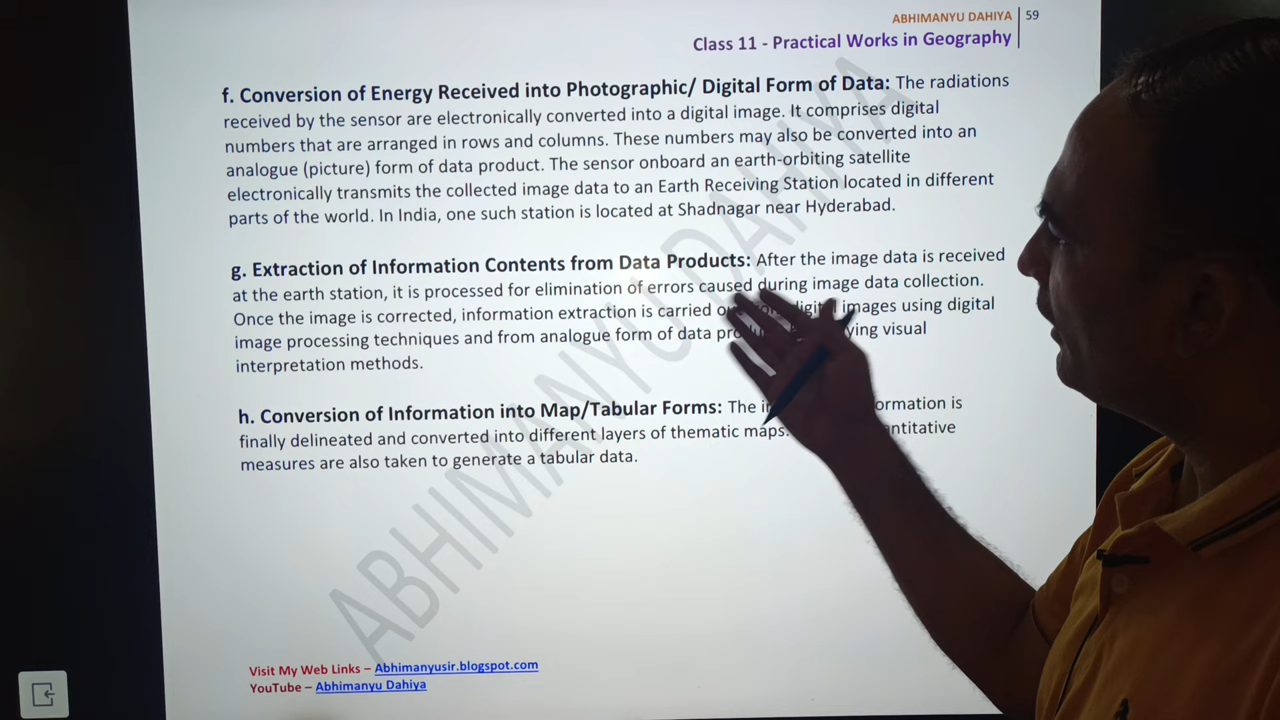 ABHIMANYU DAHIYA 59
Class 11 - Practical Works in Geography
f. Conversion of Energy Received into Photographic/ Digital Form of Data: The radiations
received by the sensor are electronically converted into a digital image. It comprises digital
numbers that are arranged in rows and columns. These numbers may also be converted into an
analogue (picture) form of data product. The sensor onboard an earth-orbiting satellite
electronically transmits the collected image data to an Earth Receiving Station located in different
parts of the world. In India, one such station is located at Shadnagar near Hyderabad.
g. Extraction of Information Contents from Data Products: After the image data is received
at the earth station, it is processed for elimination of errors caused during image data collection.
Once the image is corrected, information extraction is carried images using digital
image processing techniques and from analogue form of data visual
interpretation methods.
h. Conversion of Information into Map/Tabular Forms: The
finally delineated and converted into different layers of thematic maps.
measures are also taken to generate a tabular data.
ABHIMANYU DAHIYA
Visit My Web Links – Abhimanyusir.blogspot.com
YouTube – Abhimanyu Dahiya